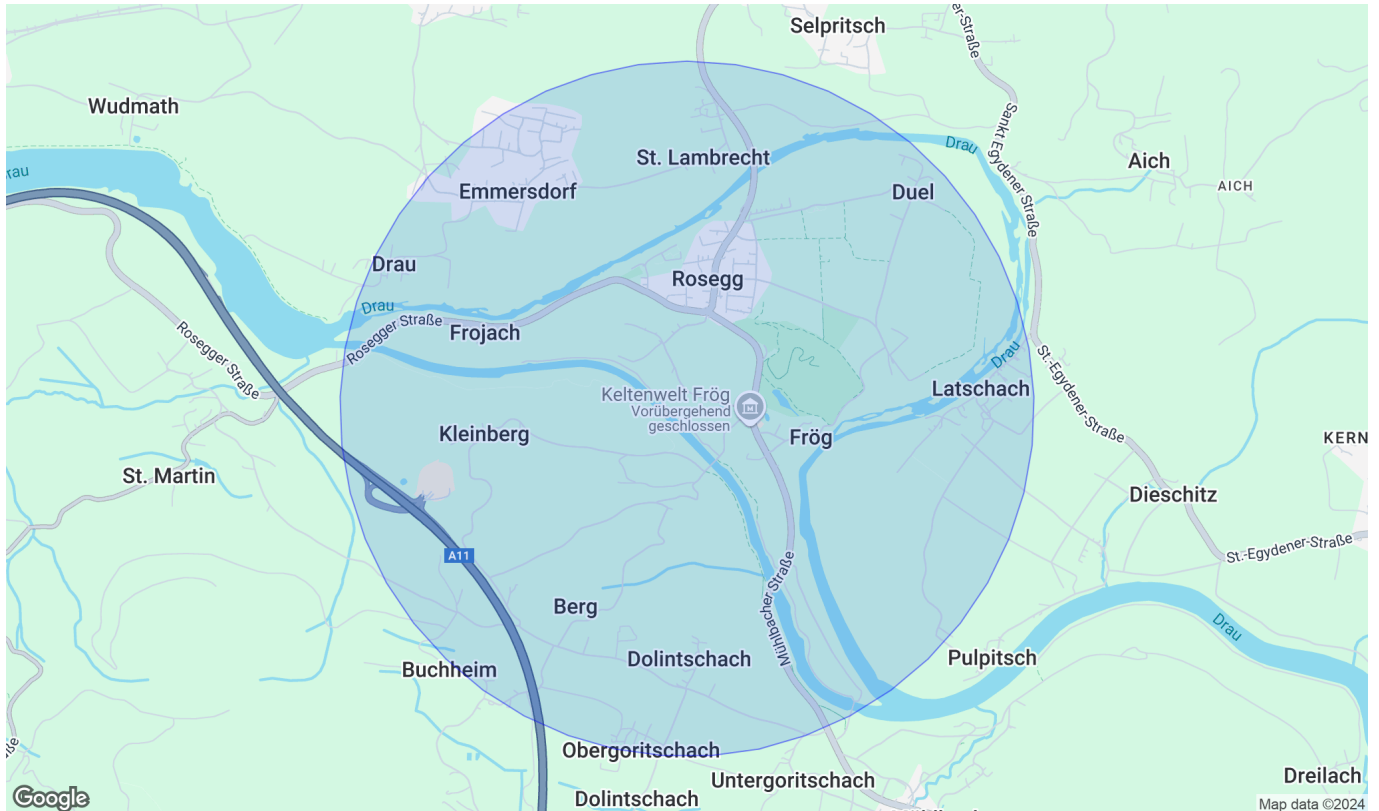 Selpritsch
Wudmath
Sankt Egydener Straße
Drau
St. Lambrecht
Aich
AICH
Emmersdorf
Duel
Drau
Rosegg
Drau
Rosegger Straße
Frojach
Rosegger Straße
Drau
St.-Egydener-Straße
Latschach
Keltenwelt Frög
Vorübergehend
geschlossen
Kleinberg
Frög
KERN
St. Martin
Dieschitz
St.-Egydener-Straße
A11
Berg
Mühlbacher Straße
Drau
Dolintschach
Pulpitsch
Buchheim
Obergoritschach
Untergoritschach
Dreilach
Dolintschach
Google
Map data ©2024